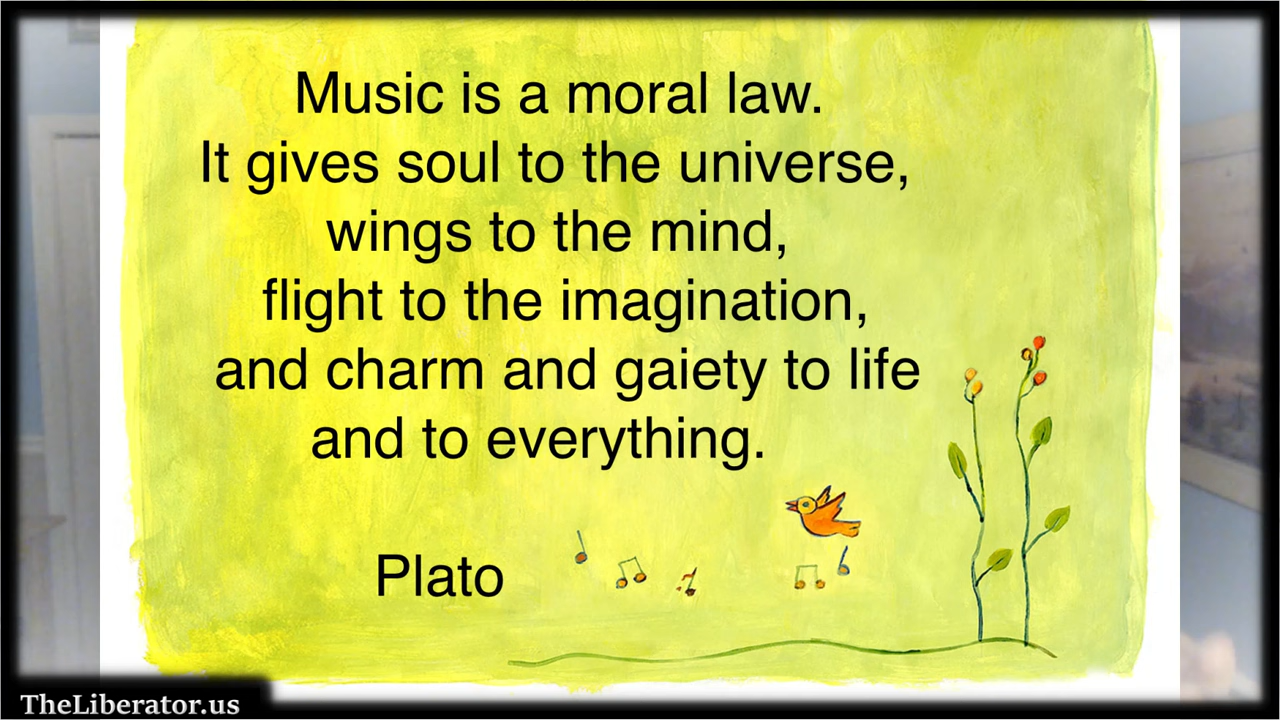 Music is a moral law.
It gives soul to the universe,
wings to the mind,
flight to the imagination,
and charm and gaiety to life
and to everything.
Plato
TheLiberator.us